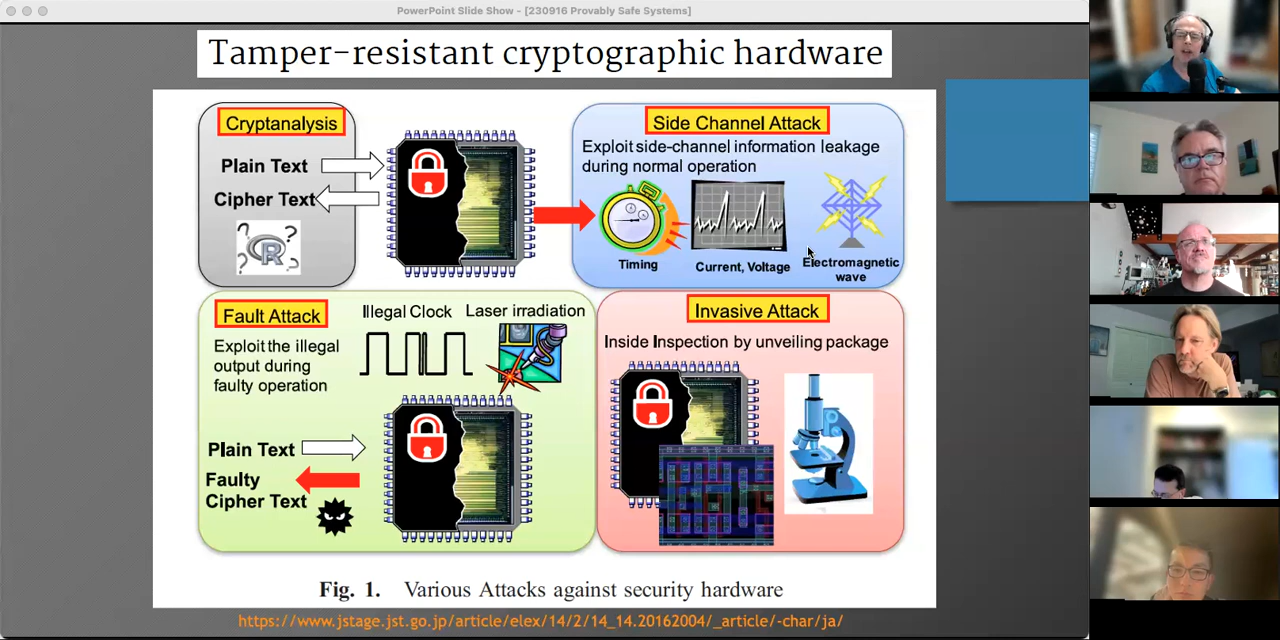 PowerPoint Slide Show - [230916 Provably Safe Systems]
Tamper-resistant cryptographic hardware
Cryptanalysis
Plain Text
Cipher Text
? ?
R
? ?
Side Channel Attack
Exploit side-channel information leakage
during normal operation
Timing
Current, Voltage
Electromagnetic
wave
Fault Attack
Illegal Clock
Laser irradiation
Exploit the illegal
output during
faulty operation
Plain Text
Faulty
Cipher Text
Invasive Attack
Inside Inspection by unveiling package
Fig. 1. Various Attacks against security hardware
https://www.jstage.jst.go.jp/article/elex/14/2/14_14.20162004/_article/-char/ja/